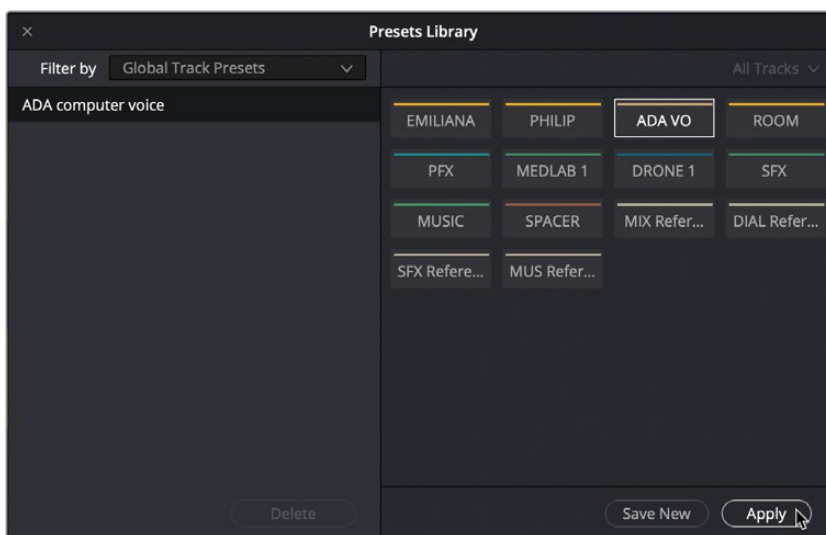 Presets Library
Filter by Global Track Presets
All Tracks
ADA computer voice
EMILIANA PHILIP ADA VO ROOM
PFX MEDLAB 1 DRONE 1 SFX
MUSIC SPACER MIX Refer... DIAL Refer...
SFX Refere... MUS Refer...
Delete Save New Apply